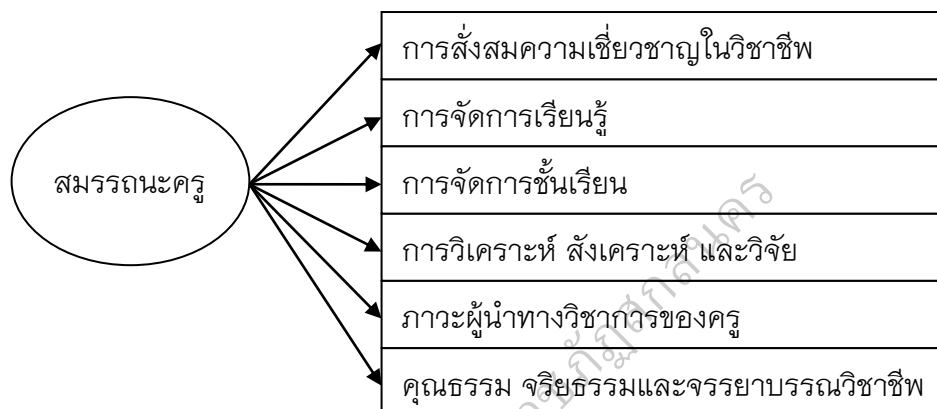 การสั่งสมความเชี่ยวชาญในวิชาชีพ
การจัดการเรียนรู้
สมรรถนะครู
การจัดการชั้นเรียน
การวิเคราะห์ สังเคราะห์ และวิจัย
ภาวะผู้นำทางวิชาการของครู
คุณธรรม จริยธรรมและจรรยาบรรณวิชาชีพ